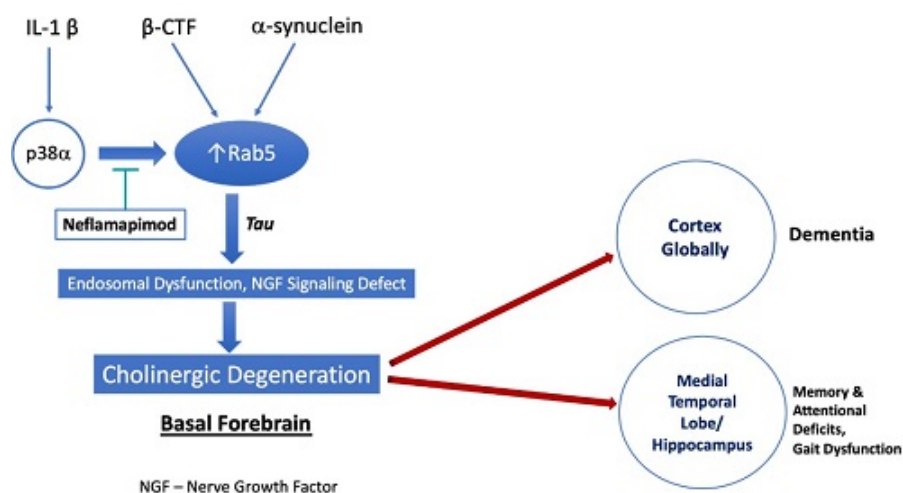 IL-1 β
β-CTF
α-synuclein
p38α
↑Rab5
Neflamapimod
Tau
Endosomal Dysfunction, NGF Signaling Defect
Cholinergic Degeneration
Basal Forebrain
NGF – Nerve Growth Factor
Cortex
Globally
Dementia
Medial
Temporal
Lobe/
Hippocampus
Memory &
Attentional
Deficits,
Gait Dysfunction